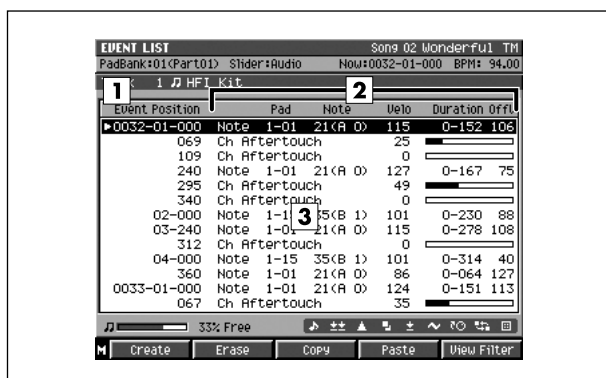 EVENT LIST Song 02 Wonderful TM
PadBank:01(Part01) Slider:Audio Now:0032-01-000 BPM: 94.00
1 HFI Kit
1
2
Event Position Pad Note Velo Duration Offv
0032-01-000 Note 1-01 21(A 0) 115 0-152 106
069 Ch Aftertouch 25
109 Ch Aftertouch 0
240 Note 1-01 21(A 0) 127 0-167 75
295 Ch Aftertouch 49
340 Ch Aftertouch 0
02-000 Note 1-15 35(B 1) 101 0-230 88
3
03-240 Note 1-01 21(A 0) 115 0-278 108
312 Ch Aftertouch 0
04-000 Note 1-15 35(B 1) 101 0-314 40
360 Note 1-01 21(A 0) 86 0-064 127
0033-01-000 Note 1-01 21(A 0) 124 0-151 113
067 Ch Aftertouch 35
33% Free
M Create Erase Copy Paste View Filter